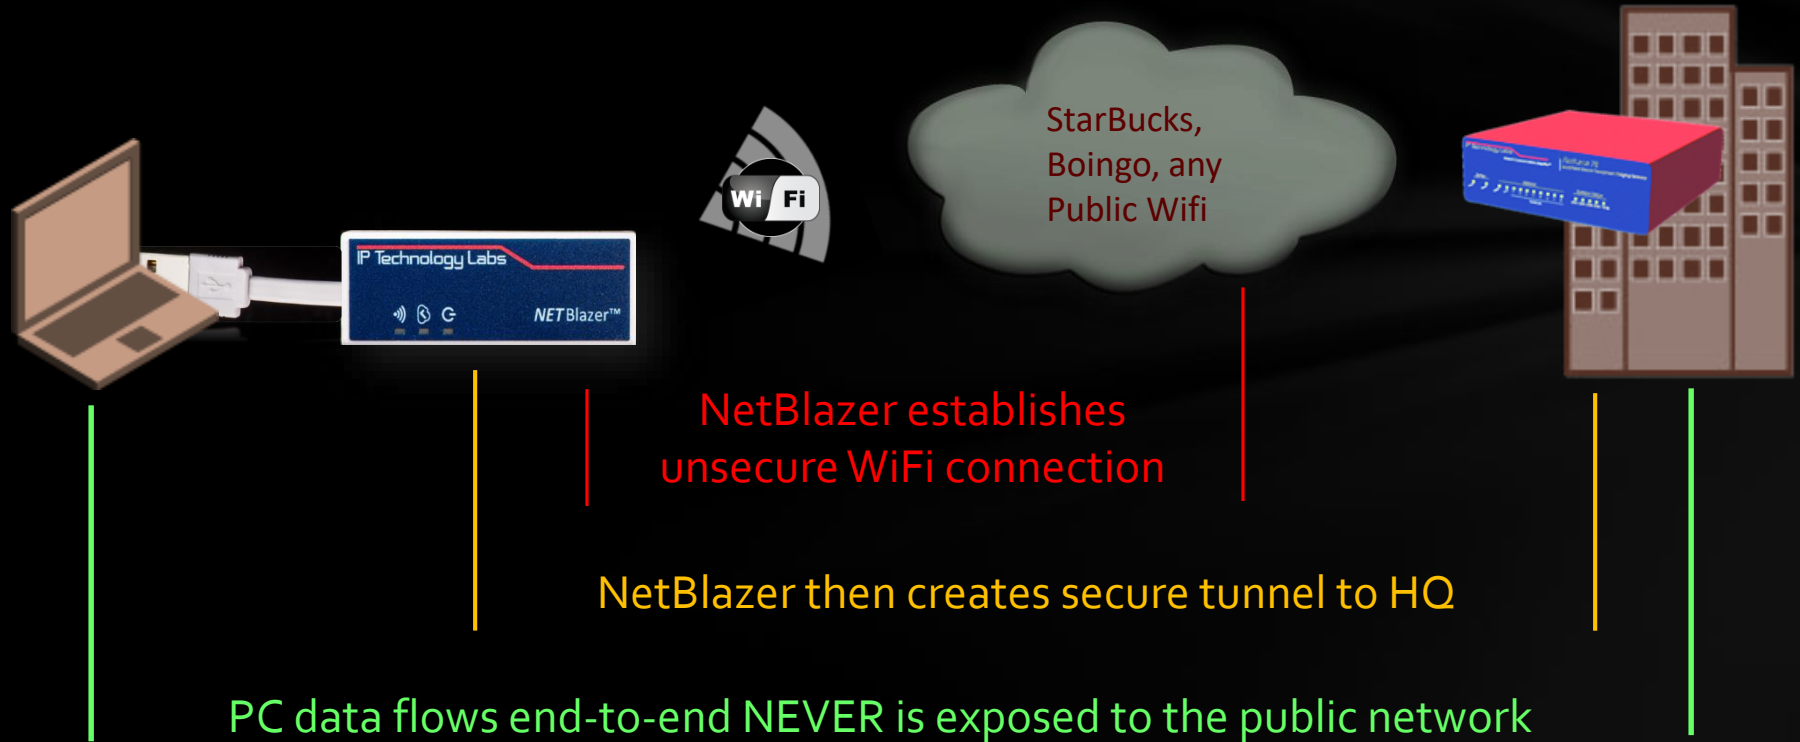 StarBucks,
Boingo, any
Public Wifi
Wi Fi
IP Technology Labs
NETBlazer™
NetBlazer establishes
unsecure WiFi connection
NetBlazer then creates secure tunnel to HQ
PC data flows end-to-end NEVER is exposed to the public network